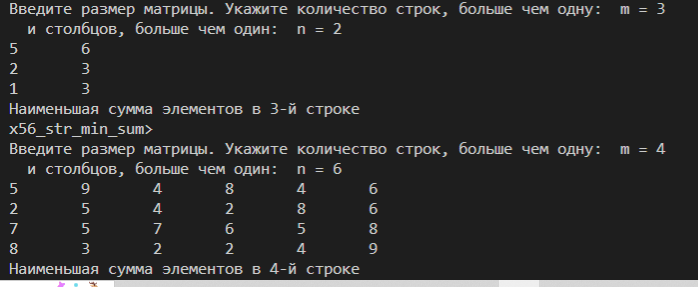 Введите размер матрицы. Укажите количество строк, больше чем одну:  m = 3
  и столбцов, больше чем один:  n = 2
5       6
2       3
1       3
Наименьшая сумма элементов в 3-й строке
x56_str_min_sum>
Введите размер матрицы. Укажите количество строк, больше чем одну:  m = 4
  и столбцов, больше чем один:  n = 6
5       9       4       8       4       6
2       5       4       2       8       6
7       5       7       6       5       8
8       3       2       2       4       9
Наименьшая сумма элементов в 4-й строке